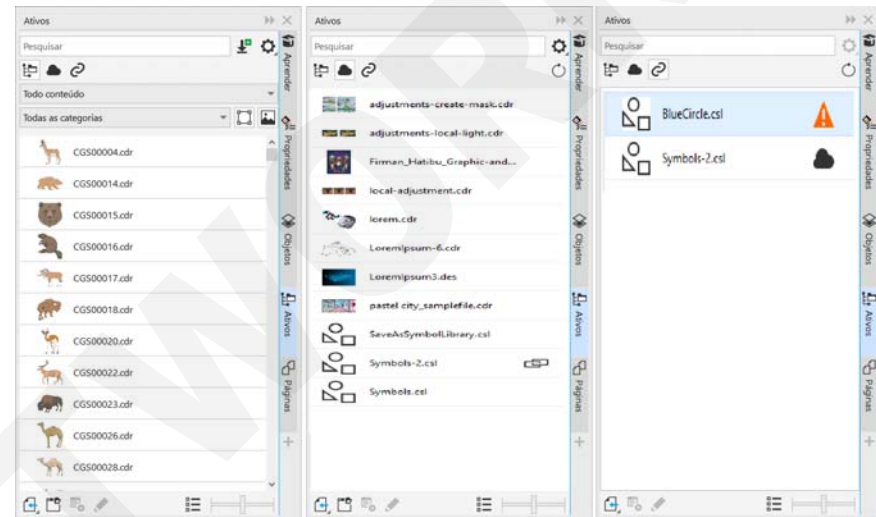 Ativos
Pesquisar
Todo conteúdo
Todas as categorias
CGS00004.cdr
CGS00014.cdr
CGS00015.cdr
CGS00016.cdr
CGS00017.cdr
CGS00018.cdr
CGS00020.cdr
CGS00022.cdr
CGS00023.cdr
CGS00026.cdr
CGS00028.cdr
Aprender
Propriedades
Objetos
Ativos
Páginas
Ativos
Pesquisar
adjustments-create-mask.cdr
adjustments-local-light.cdr
Firman_Hatibu_Graphic-and...
local-adjustment.cdr
lorem.cdr
LoremIpsum-6.cdr
LoremIpsum3.des
pastel city_samplefile.cdr
SaveAsSymbolLibrary.csl
Symbols-2.csl
Symbols.csl
Aprender
Propriedades
Objetos
Ativos
Páginas
Ativos
Pesquisar
BlueCircle.csl
Symbols-2.csl
Aprender
Propriedades
Objetos
Ativos
Páginas